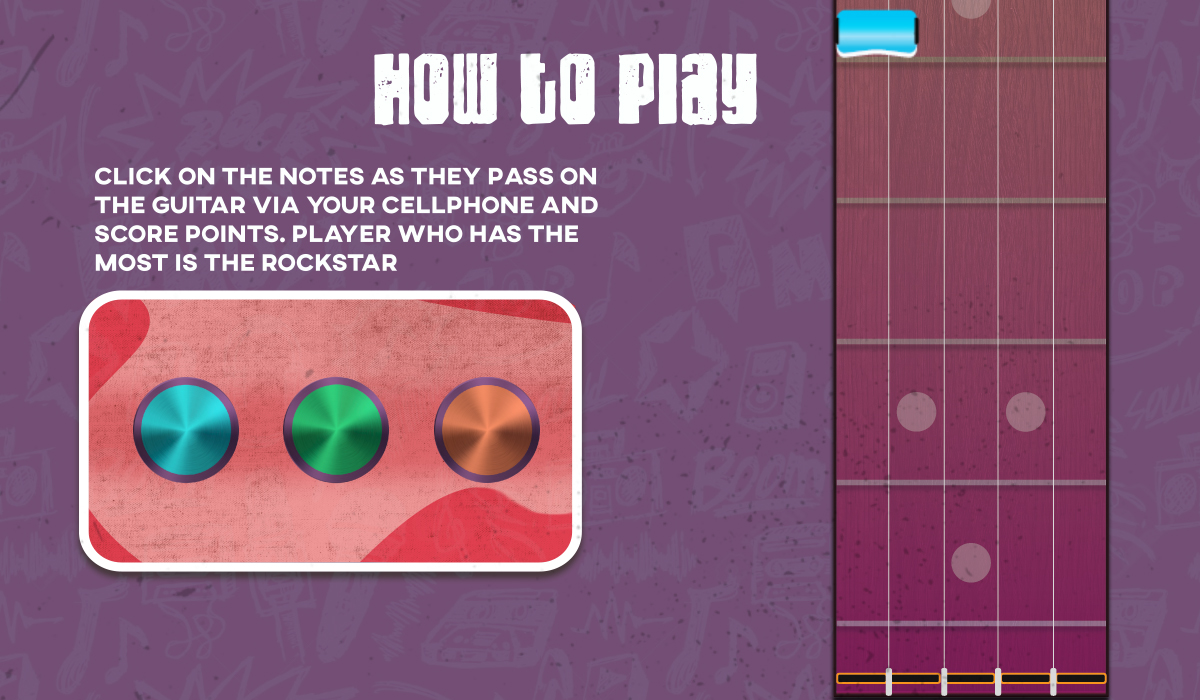 How to Play
CLICK ON THE NOTES AS THEY PASS ON
THE GUITAR VIA YOUR CELLPHONE AND
SCORE POINTS. PLAYER WHO HAS THE
MOST IS THE ROCKSTAR
BOOM